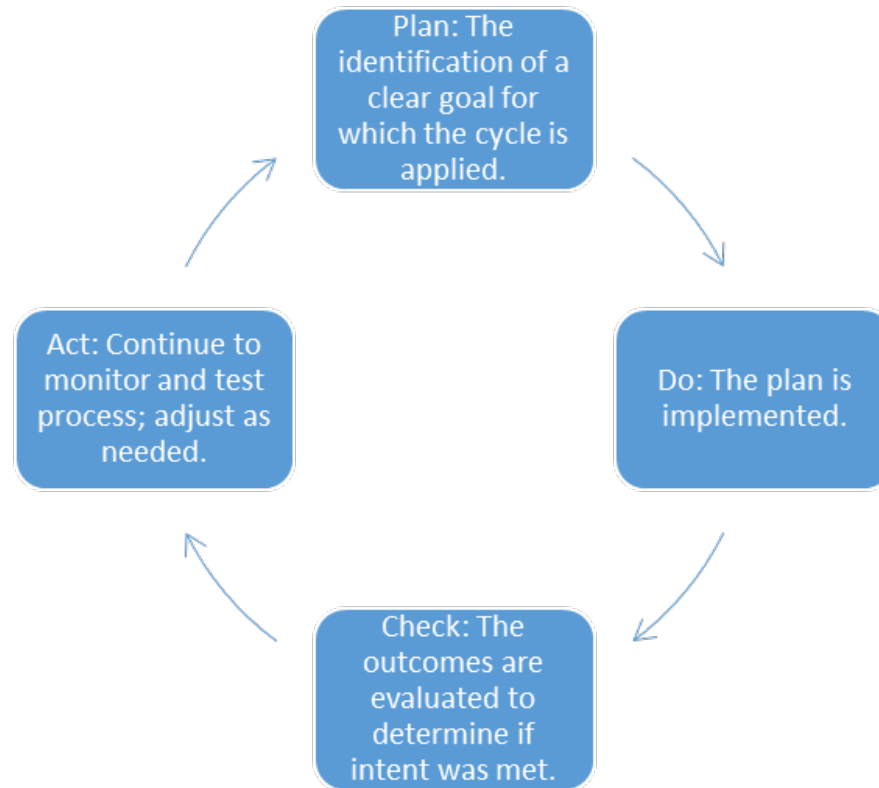 Plan: The
identification of a
clear goal for
which the cycle is
applied.
Do: The plan is
implemented.
Check: The
outcomes are
evaluated to
determine if
intent was met.
Act: Continue to
monitor and test
process; adjust as
needed.